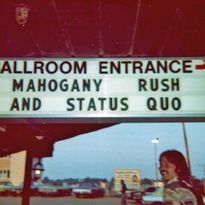 ALLROOM ENTRANCE
MAHOGANY RUSH
AND STATUS QUO